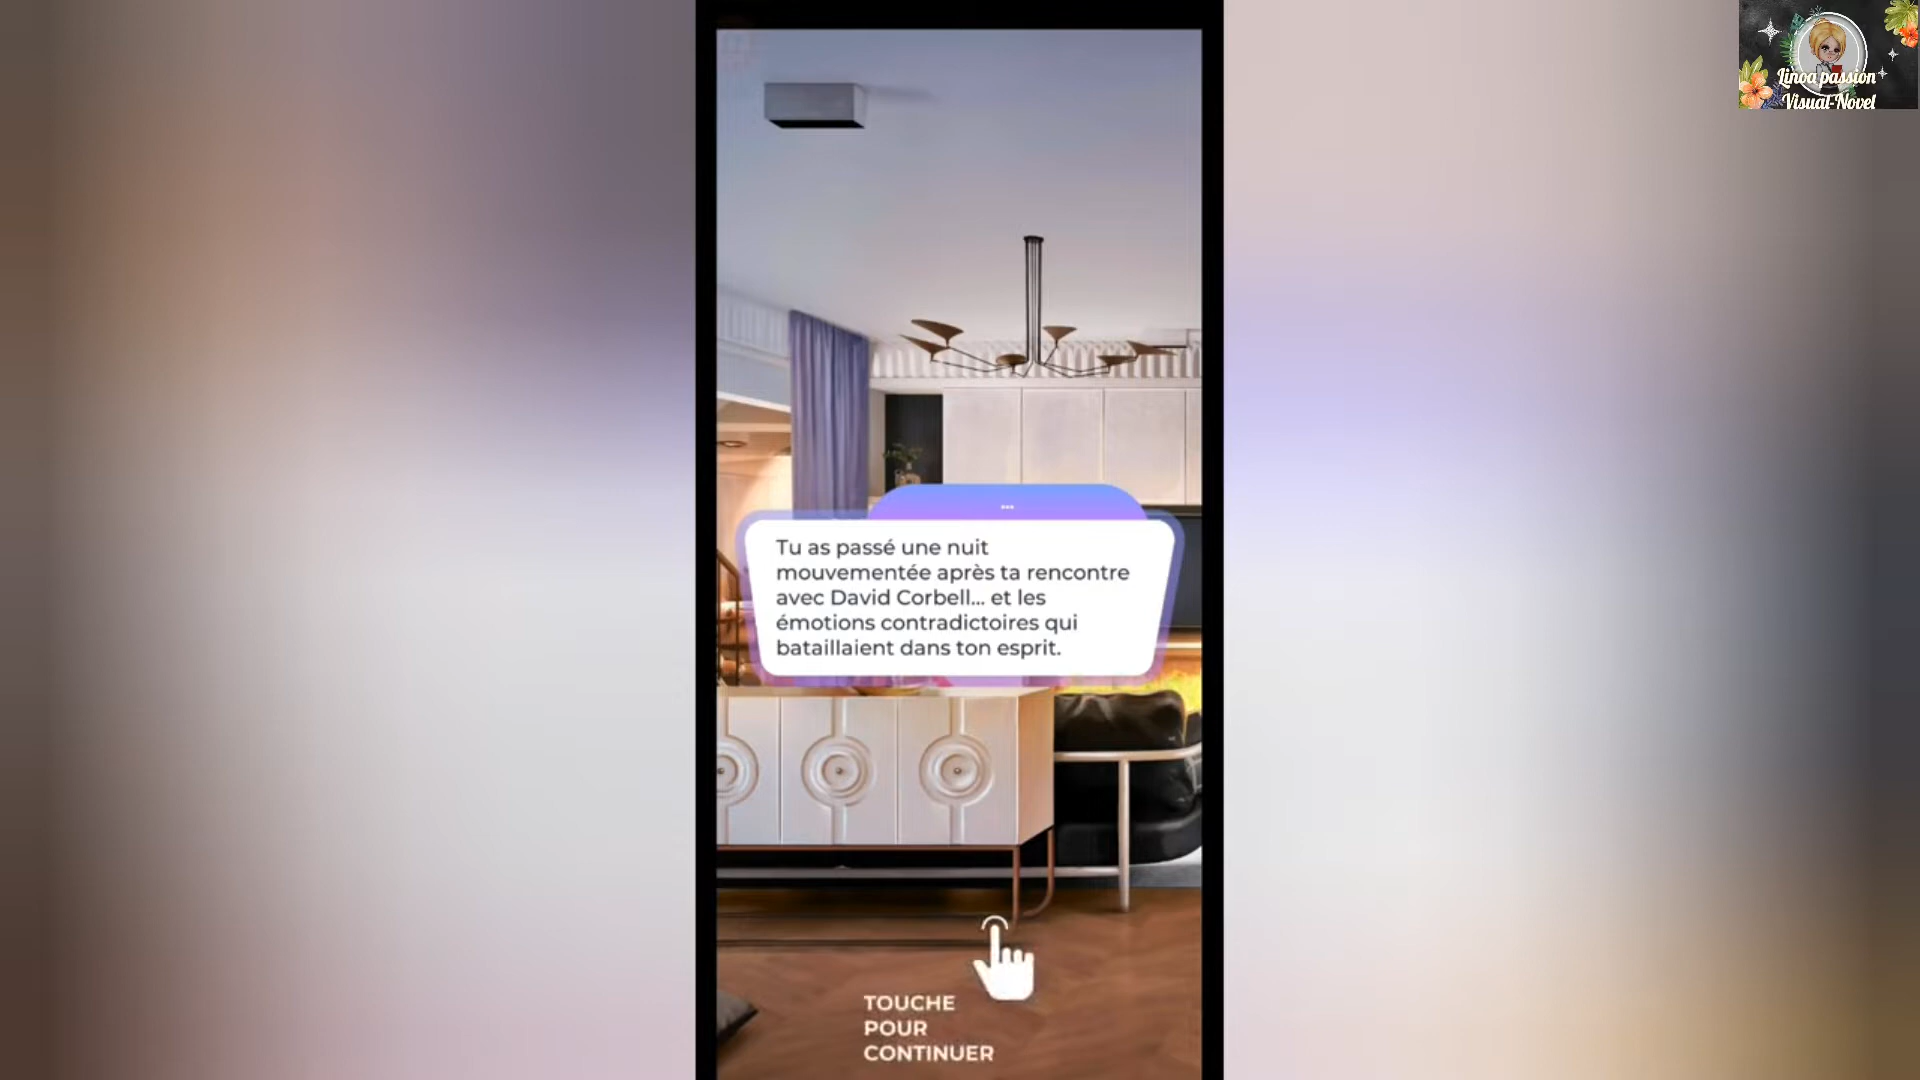 Linoa passion
Visual-Novel
...
Tu as passé une nuit
mouvementée après ta rencontre
avec David Corbell... et les
émotions contradictoires qui
bataillaient dans ton esprit.
TOUCHE
POUR
CONTINUER